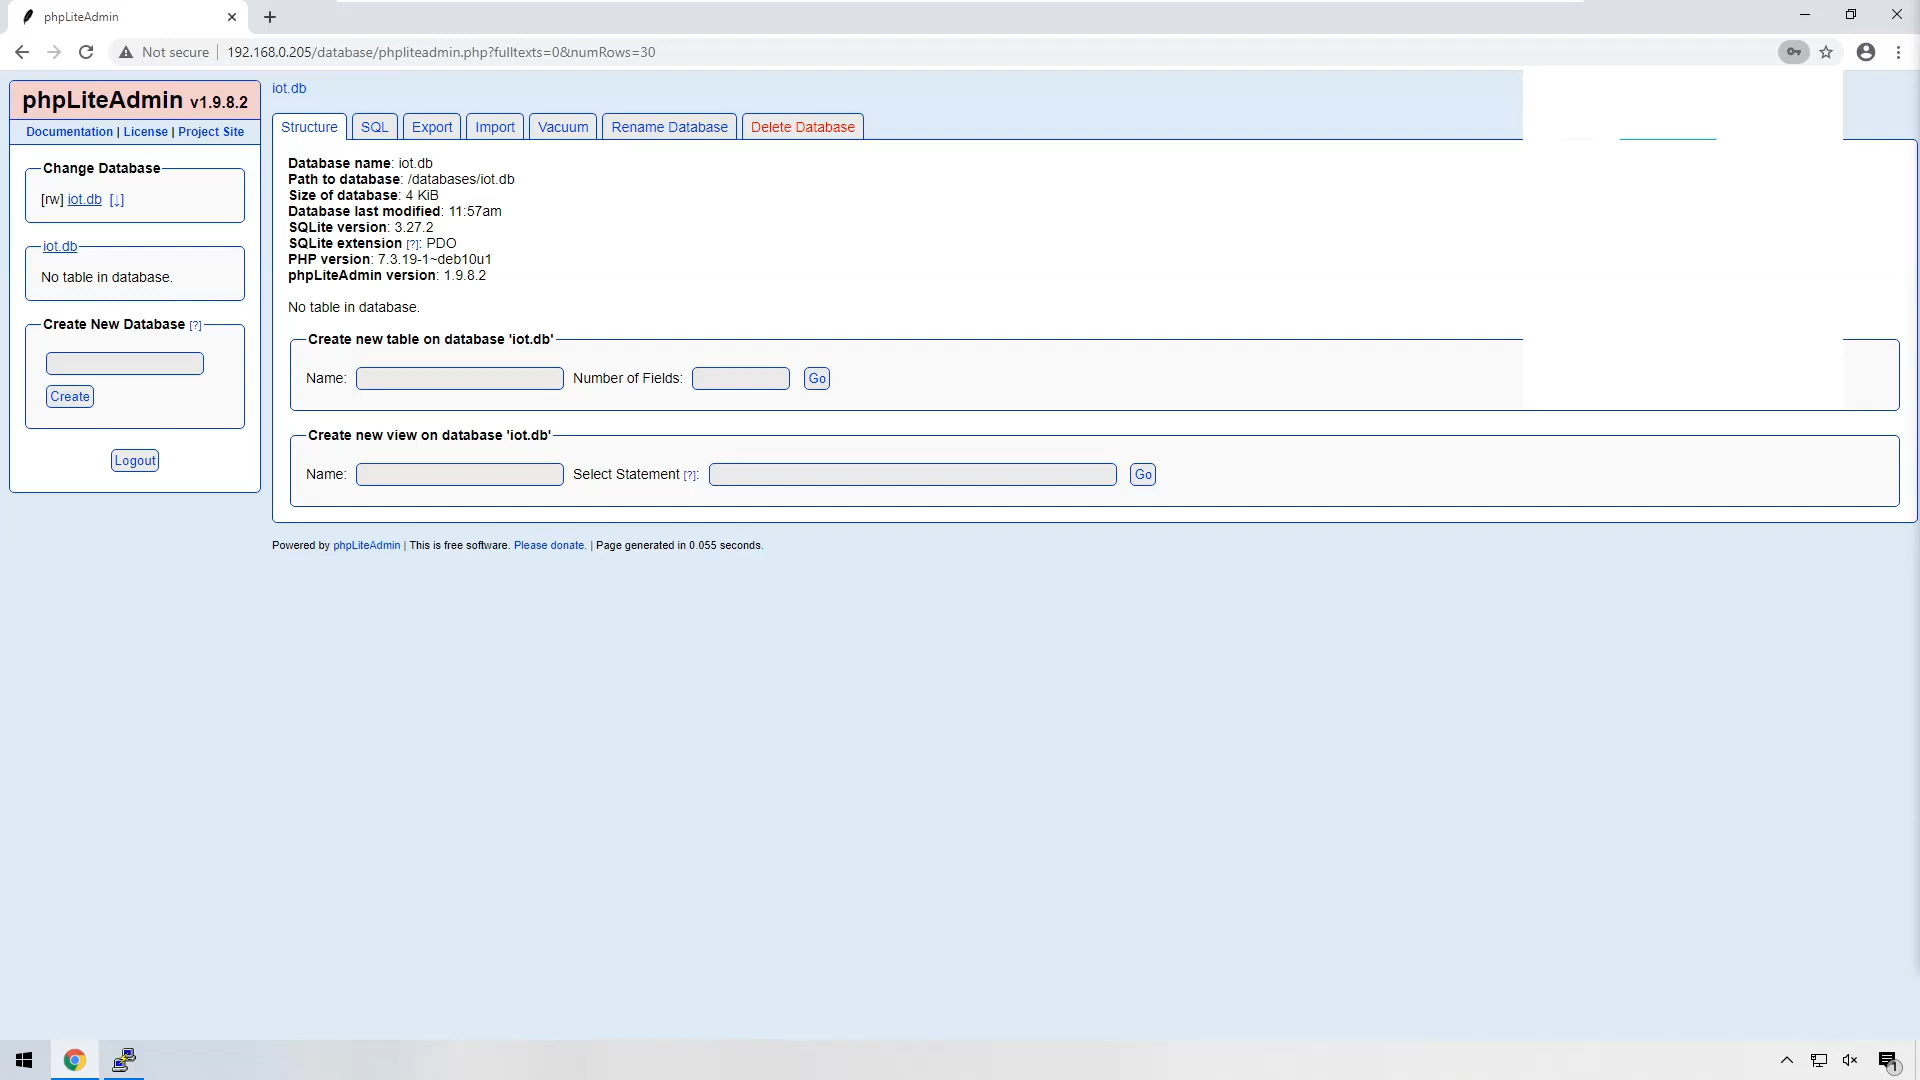 phpLiteAdmin
Not secure
192.168.0.205/database/phpliteadmin.php?fulltexts=0&numRows=30
phpLiteAdmin v1.9.8.2
Documentation | License | Project Site
Change Database
[rw] iot.db [↓]
iot.db
No table in database.
Create New Database [?]
Create
Logout
iot.db
Structure
SQL
Export
Import
Vacuum
Rename Database
Delete Database
Database name: iot.db
Path to database: /databases/iot.db
Size of database: 4 KiB
Database last modified: 11:57am
SQLite version: 3.27.2
SQLite extension [?]: PDO
PHP version: 7.3.19-1~deb10u1
phpLiteAdmin version: 1.9.8.2
No table in database.
Create new table on database 'iot.db'
Name: Number of Fields: Go
Create new view on database 'iot.db'
Name: Select Statement [?]: Go
Powered by phpLiteAdmin | This is free software. Please donate. | Page generated in 0.055 seconds.
1